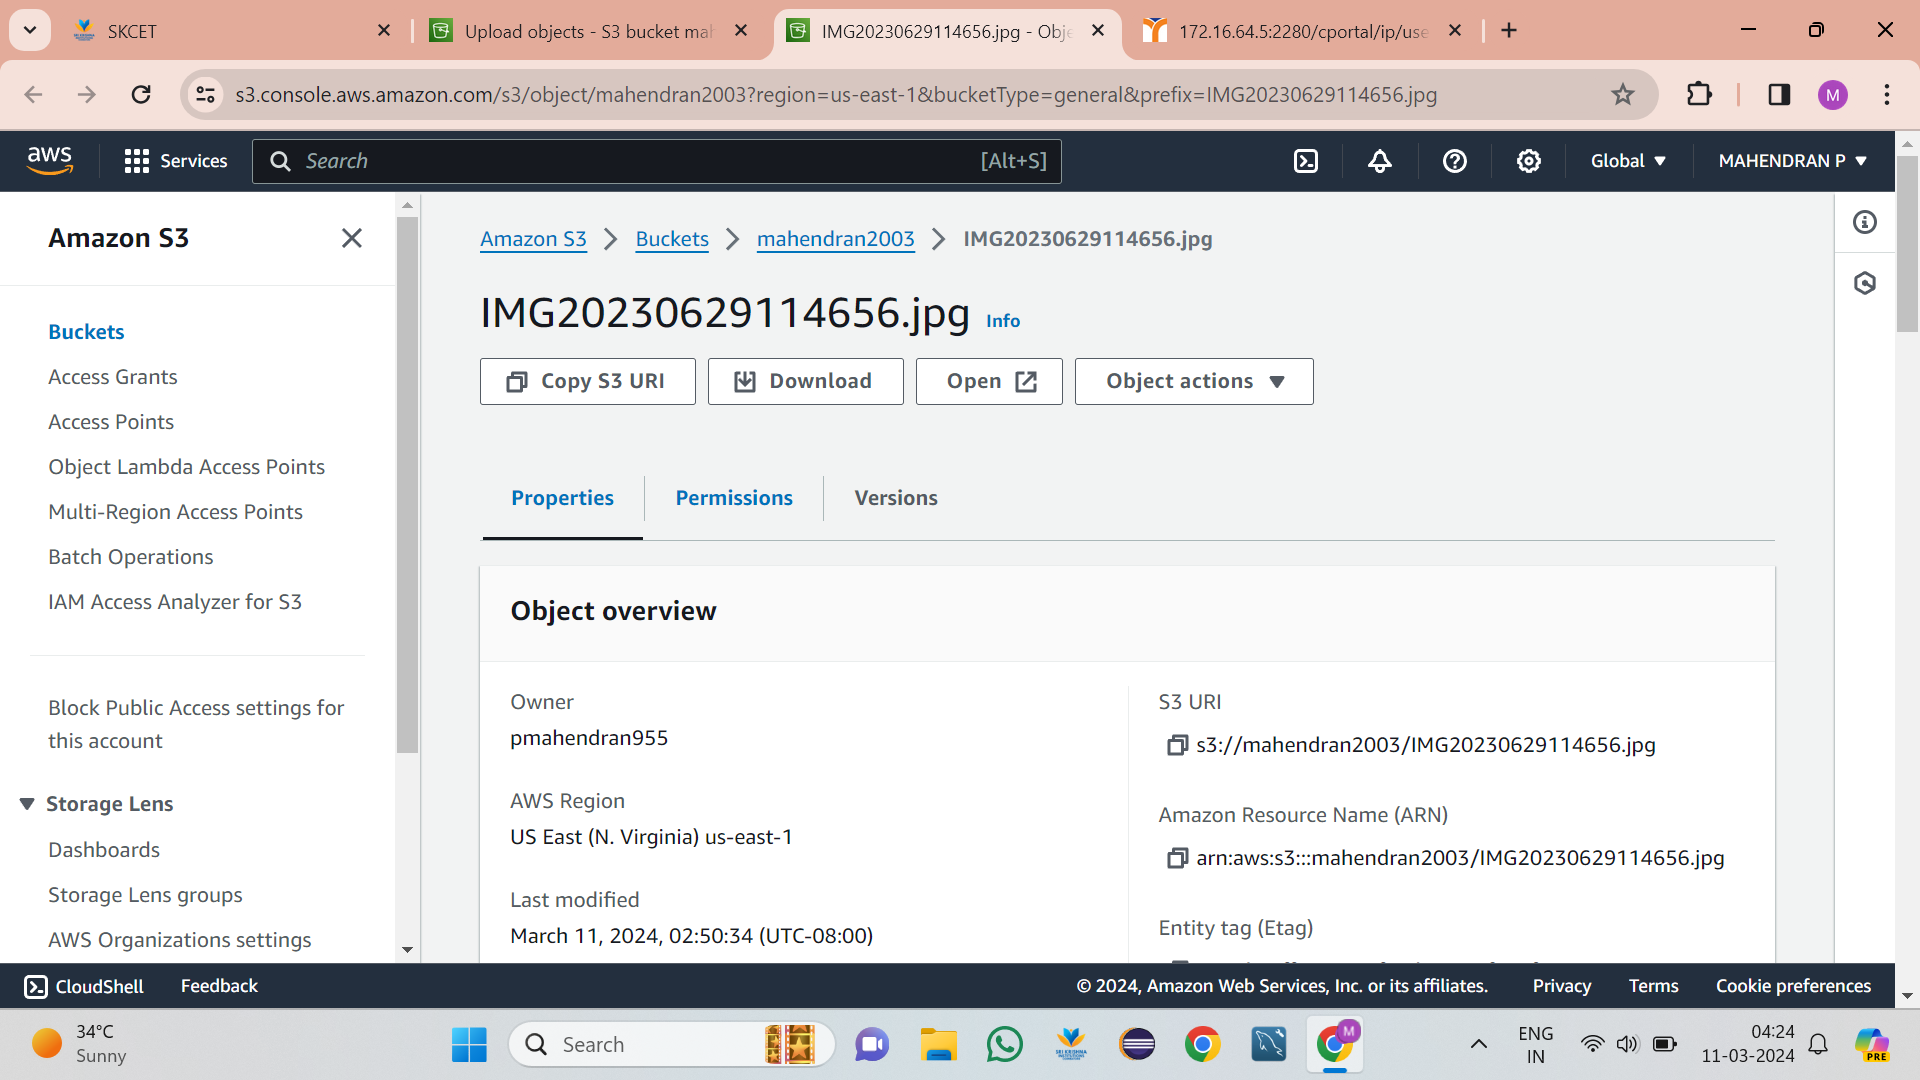 SKCET
Upload objects - S3 bucket mah
IMG20230629114656.jpg - Obje
172.16.64.5:2280/cportal/ip/use
s3.console.aws.amazon.com/s3/object/mahendran2003?region=us-east-1&bucketType=general&prefix=IMG20230629114656.jpg
M
aws
Services
Search
[Alt+S]
Global
MAHENDRAN P
Amazon S3
Buckets
Access Grants
Access Points
Object Lambda Access Points
Multi-Region Access Points
Batch Operations
IAM Access Analyzer for S3
Block Public Access settings for
this account
Storage Lens
Dashboards
Storage Lens groups
AWS Organizations settings
Amazon S3
Buckets
mahendran2003
IMG20230629114656.jpg
IMG20230629114656.jpg Info
Copy S3 URI
Download
Open
Object actions
Properties
Permissions
Versions
Object overview
Owner
pmahendran955
AWS Region
US East (N. Virginia) us-east-1
Last modified
March 11, 2024, 02:50:34 (UTC-08:00)
S3 URI
s3://mahendran2003/IMG20230629114656.jpg
Amazon Resource Name (ARN)
arn:aws:s3:::mahendran2003/IMG20230629114656.jpg
Entity tag (Etag)
CloudShell
Feedback
© 2024, Amazon Web Services, Inc. or its affiliates.
Privacy
Terms
Cookie preferences
34°C
Sunny
Search
M
ENG
IN
04:24
11-03-2024
PRE